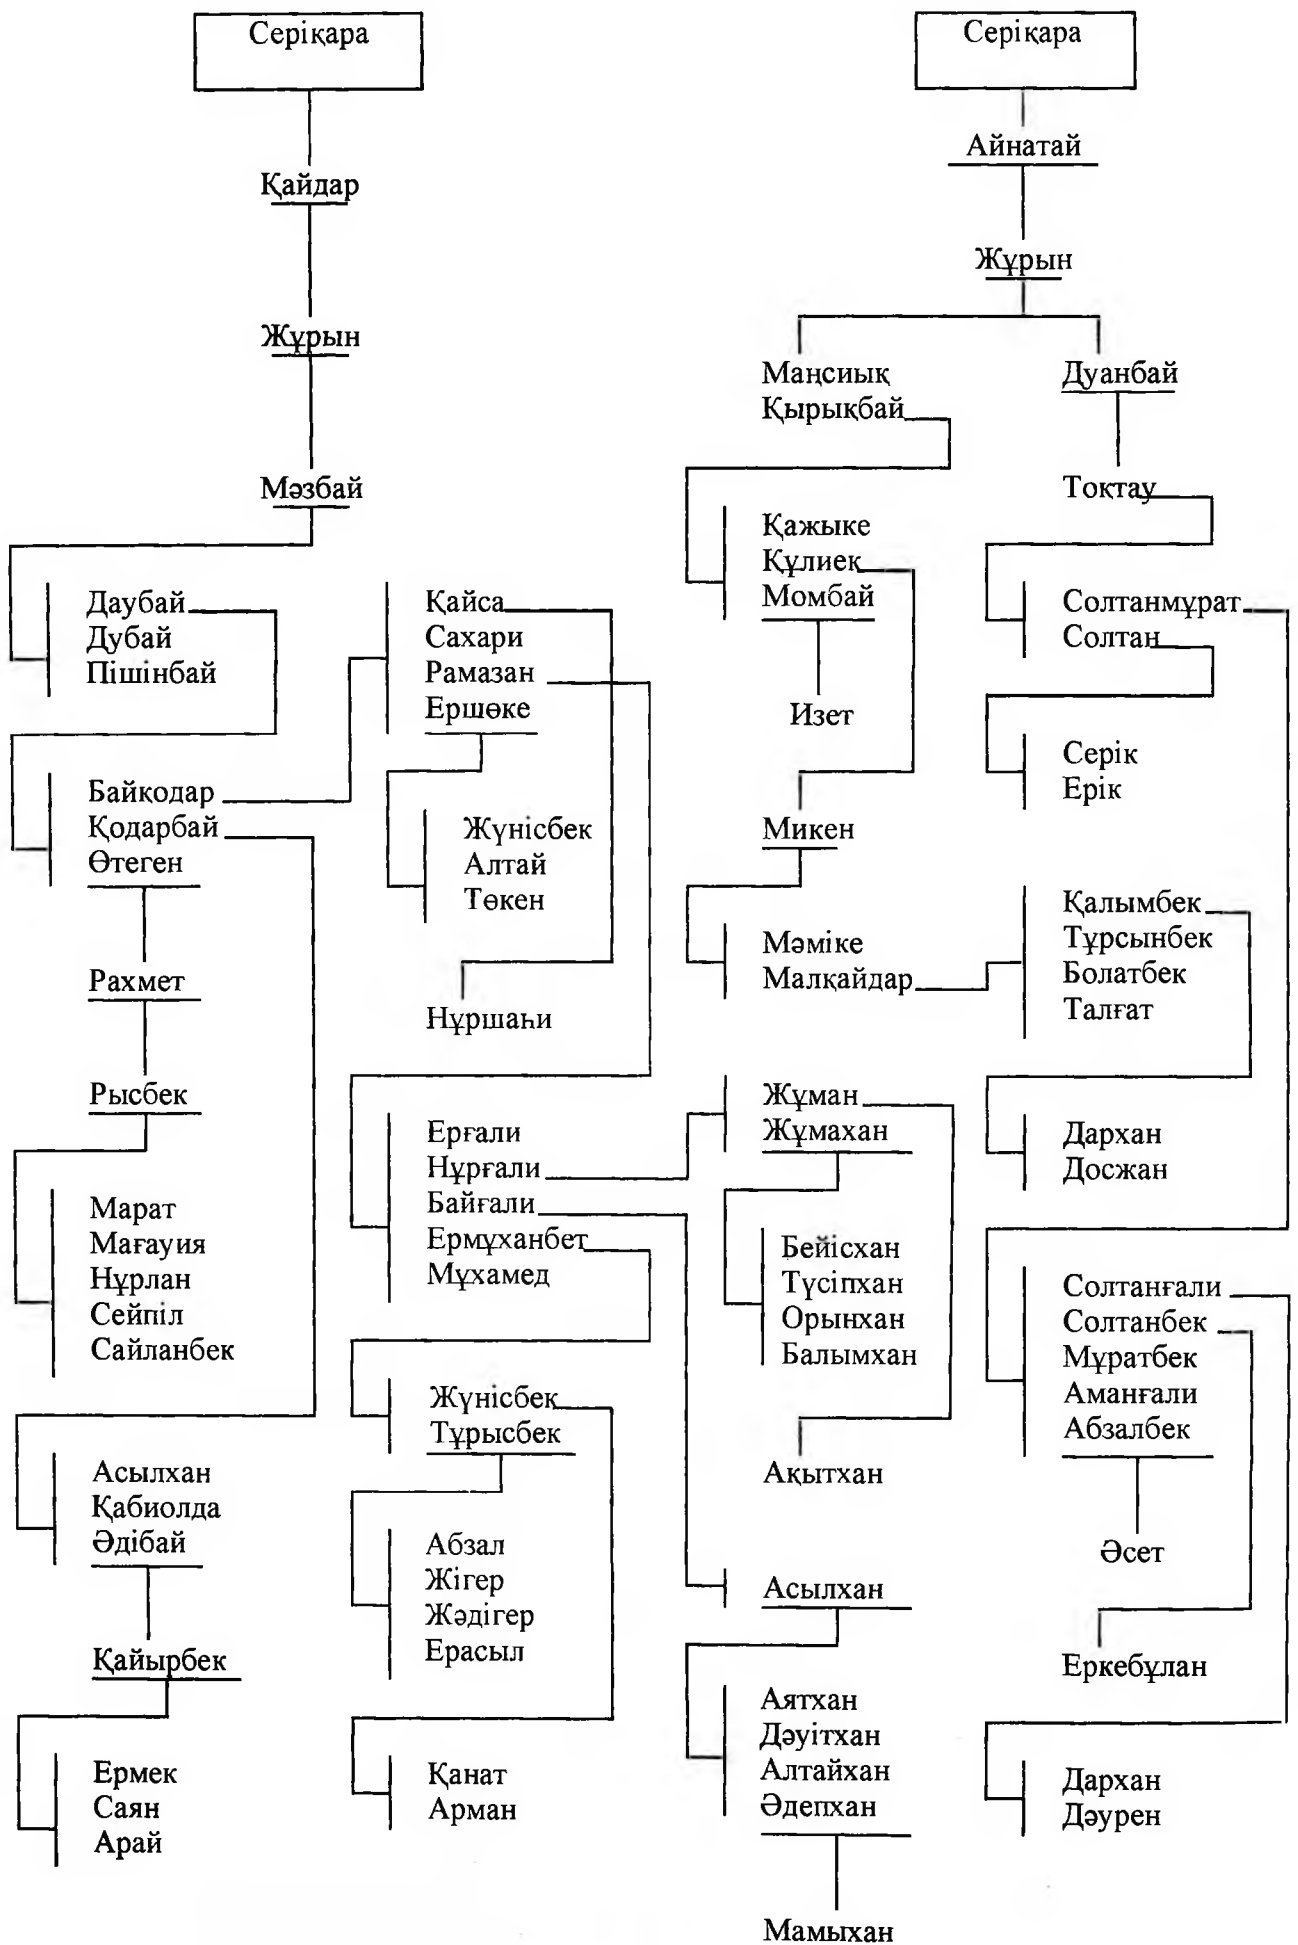 Серіқара
Қайдар
Жұрын
Мәзбай
Даубай
Дубай
Пішінбай
Байқодар
Қодарбай
Өтеген
Рахмет
Рысбек
Марат
Мағауия
Нұрлан
Сейпіл
Сайланбек
Асылхан
Қабиолда
Әдібай
Қайырбек
Ермек
Саян
Арай
Қайса
Сахари
Рамазан
Ершөке
Жүнісбек
Алтай
Төкен
Нұршаһи
Ерғали
Нұрғали
Байғали
Ермұханбет
Мұхамед
Жүнісбек
Тұрысбек
Абзал
Жігер
Жәдігер
Ерасыл
Қанат
Арман
Серіқара
Айнатай
Жұрын
Маңсиық
Қырықбай
Қажыке
Құлиек
Момбай
Изет
Микен
Мәміке
Малқайдар
Жұман
Жұмахан
Бейісхан
Түсіпхан
Орынхан
Балымхан
Ақытхан
Асылхан
Аятхан
Дәуітхан
Алтайхан
Әдепхан
Мамыхан
Дуанбай
Тоқтау
Солтанмұрат
Солтан
Серік
Ерік
Қалымбек
Тұрсынбек
Болатбек
Талғат
Дархан
Досжан
Солтанғали
Солтанбек
Мұратбек
Аманғали
Абзалбек
Әсет
Еркебұлан
Дархан
Дәурен